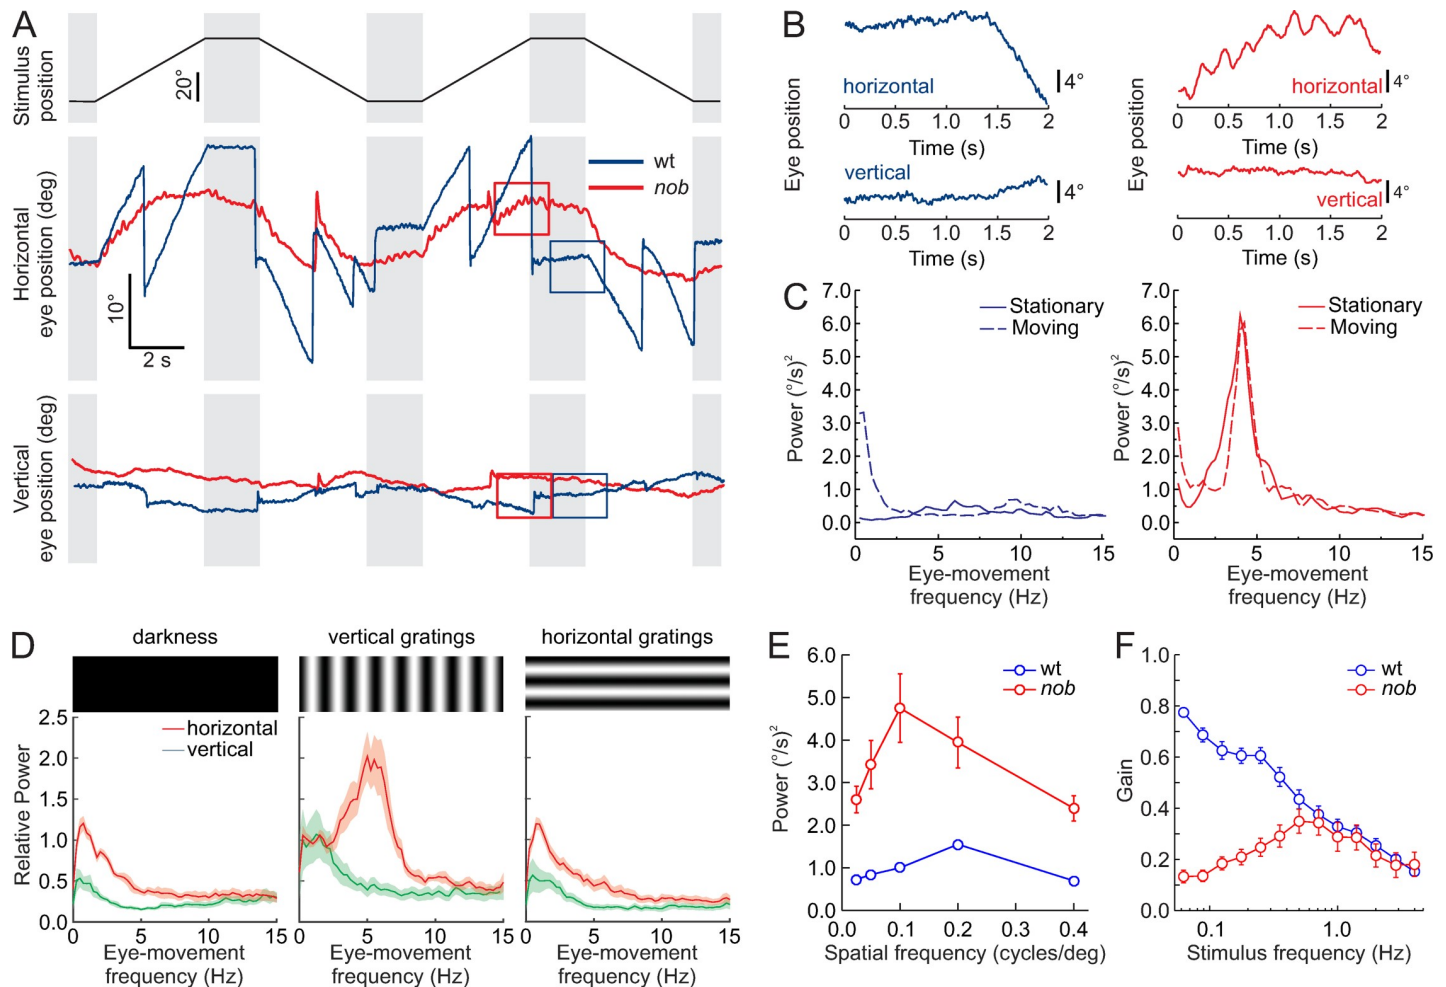 A
Stimulus
position
20°
Horizontal
eye position (deg)
wt
nob
10°
2 s
Vertical
eye position (deg)
B
Eye position
horizontal
4°
0 0.5 1.0 1.5 2
Time (s)
vertical
4°
0 0.5 1.0 1.5 2
Time (s)
Eye position
horizontal
4°
0 0.5 1.0 1.5 2
Time (s)
vertical
4°
0 0.5 1.0 1.5 2
Time (s)
C
Power (°/s)²
7.0
6.0
5.0
4.0
3.0
2.0
1.0
0.0
Stationary
Moving
0 5 10 15
Eye-movement
frequency (Hz)
Power (°/s)²
7.0
6.0
5.0
4.0
3.0
2.0
1.0
0.0
Stationary
Moving
0 5 10 15
Eye-movement
frequency (Hz)
D
darkness
vertical gratings
horizontal gratings
Relative Power
2.5
2.0
1.5
1.0
0.5
0.0
horizontal
vertical
0 5 10 15
Eye-movement
frequency (Hz)
0 5 10 15
Eye-movement
frequency (Hz)
0 5 10 15
Eye-movement
frequency (Hz)
E
Power (°/s)²
6.0
5.0
4.0
3.0
2.0
1.0
0.0
wt
nob
0.0 0.1 0.2 0.3 0.4
Spatial frequency (cycles/deg)
F
Gain
1.0
0.8
0.6
0.4
0.2
0.0
wt
nob
0.1 1.0
Stimulus frequency (Hz)